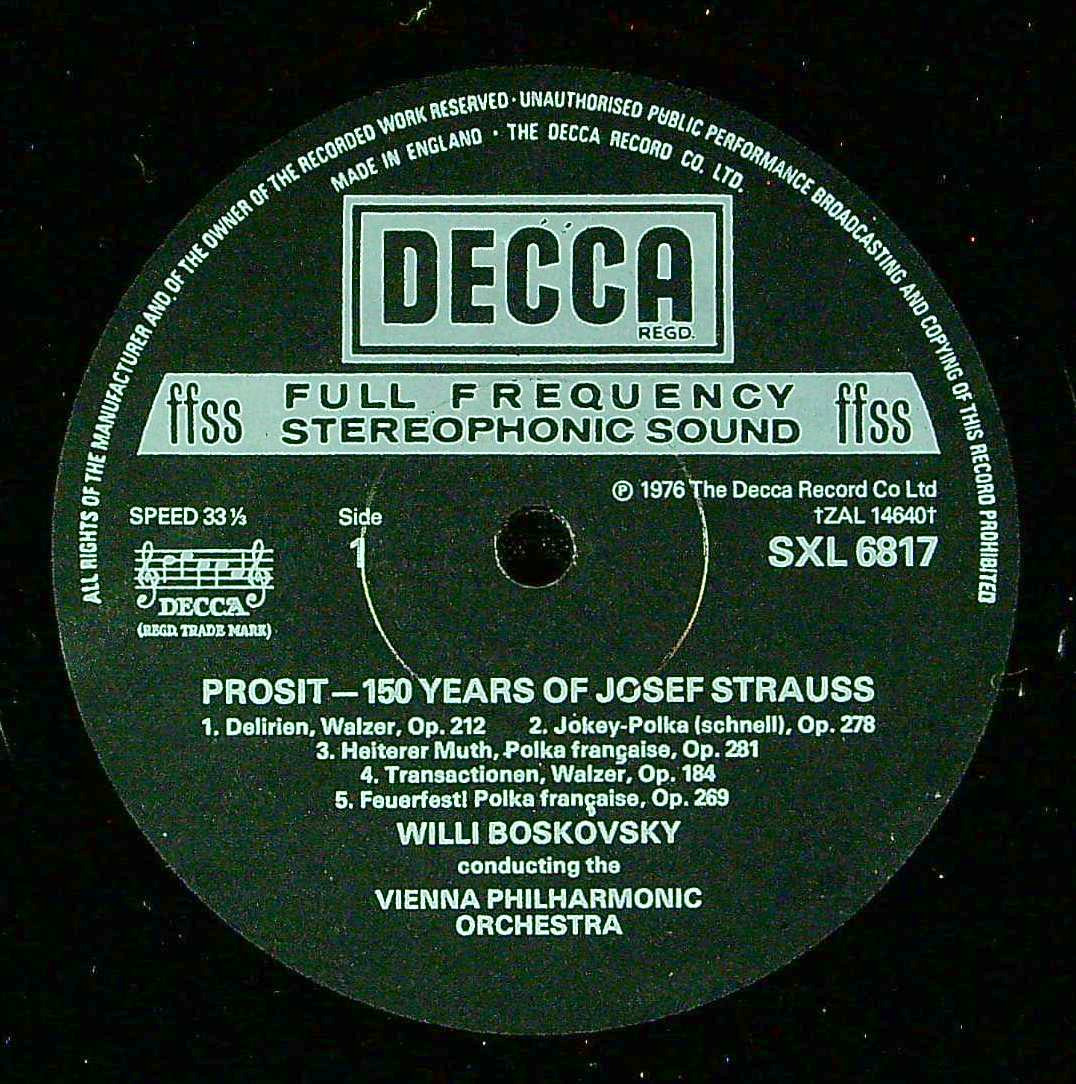 ALL RIGHTS OF THE MANUFACTURER AND OF THE OWNER OF THE RECORDED WORK RESERVED · UNAUTHORISED PUBLIC PERFORMANCE BROADCASTING AND COPYING OF THIS RECORD PROHIBITED
MADE IN ENGLAND · THE DECCA RECORD CO. LTD.
DECCA
REGD.
ffss FULL FREQUENCY ffss
STEREOPHONIC SOUND
℗ 1976 The Decca Record Co Ltd
SPEED 33⅓ Side †ZAL 14640†
1 SXL 6817
DECCA
(REGD. TRADE MARK)
PROSIT—150 YEARS OF JOSEF STRAUSS
1. Delirien, Walzer, Op. 212 2. Jokey-Polka (schnell), Op. 278
3. Heiterer Muth, Polka française, Op. 281
4. Transactionen, Walzer, Op. 184
5. Feuerfest! Polka française, Op. 269
WILLI BOSKOVSKY
conducting the
VIENNA PHILHARMONIC
ORCHESTRA